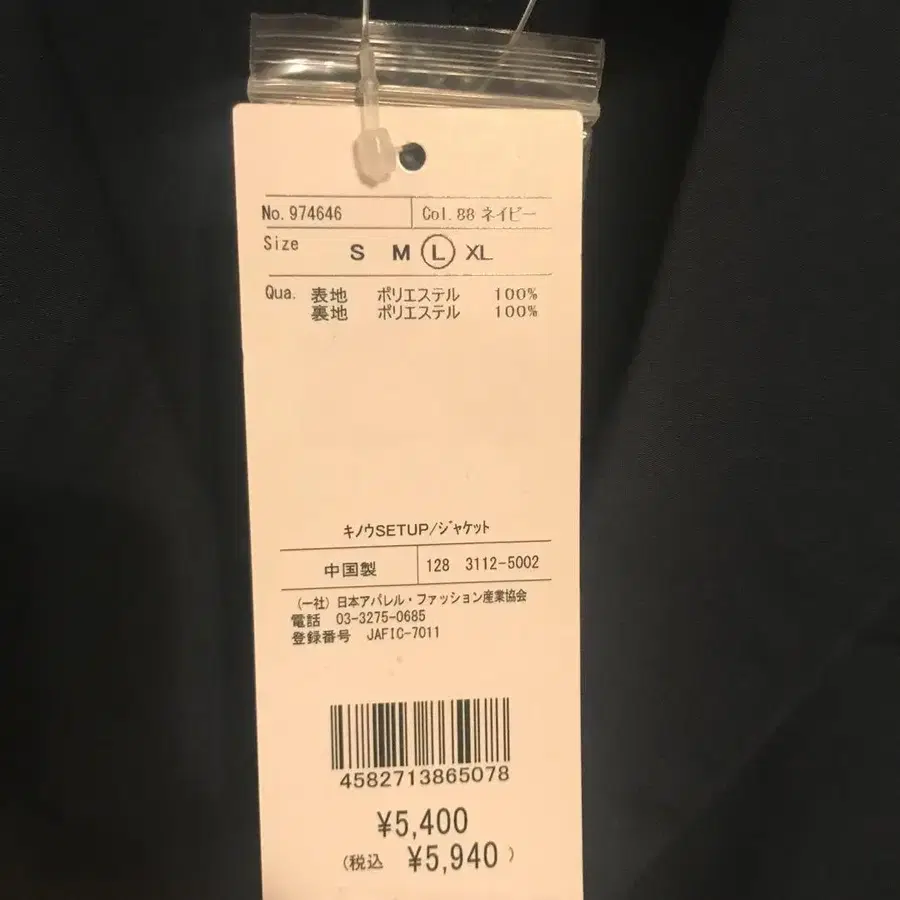 No. 974646 Col. 88 ネイビー
Size S M L XL
Qua. 表地 ポリエステル 100%
裏地 ポリエステル 100%
キノウSETUP/ジャケット
中国製 128 3112-5002
(一社) 日本アパレル・ファッション産業協会
電話 03-3275-0685
登録番号 JAFIC-7011
4582713865078
¥5,400
(税込 ¥5,940 )